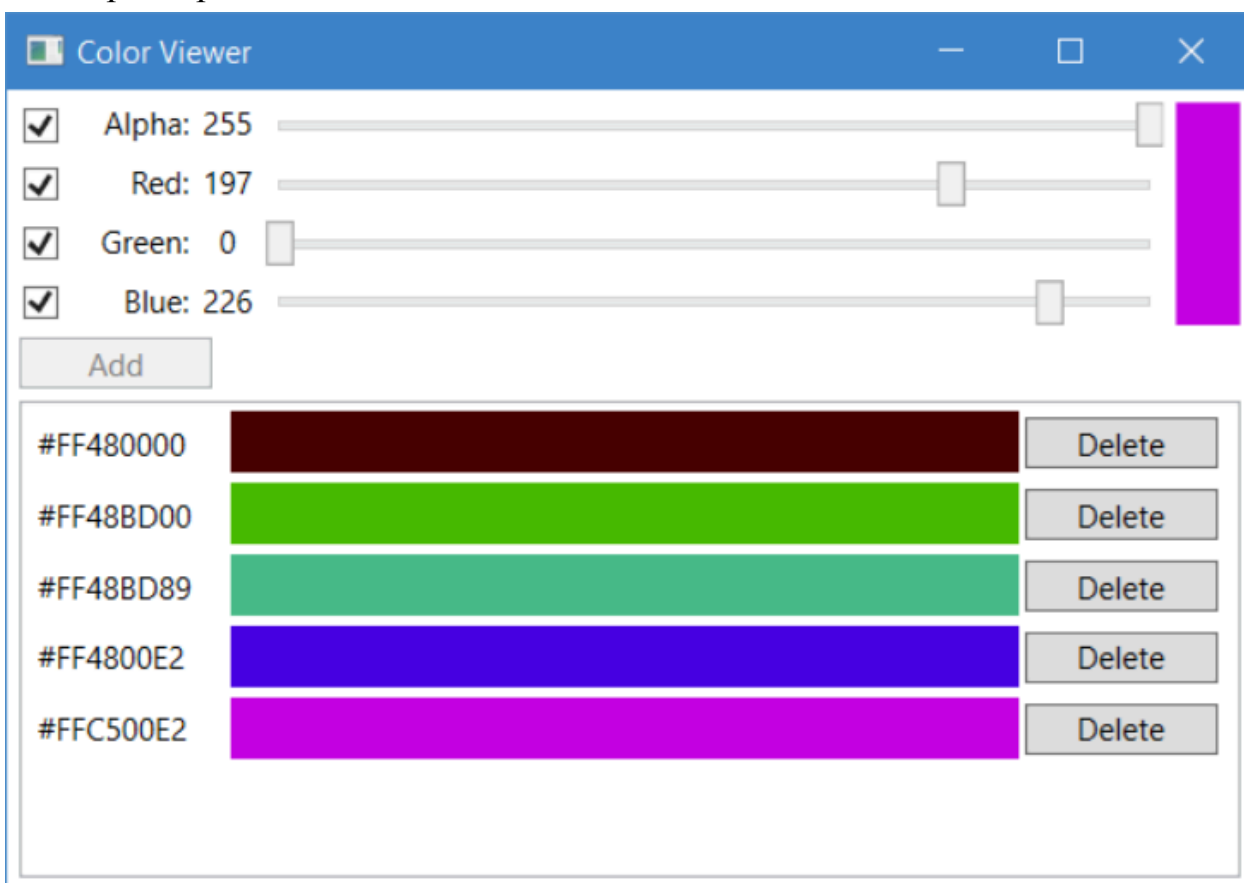 Color Viewer
Alpha: 255
Red: 197
Green: 0
Blue: 226
Add
#FF480000 Delete
#FF48BD00 Delete
#FF48BD89 Delete
#FF4800E2 Delete
#FFC500E2 Delete